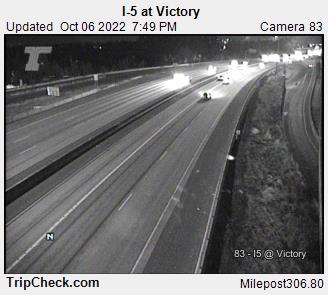 I-5 at Victory
Updated Oct 06 2022 7:49 PM Camera 83
T
N
83 - I5 @ Victory
TripCheck.com Milepost306.80